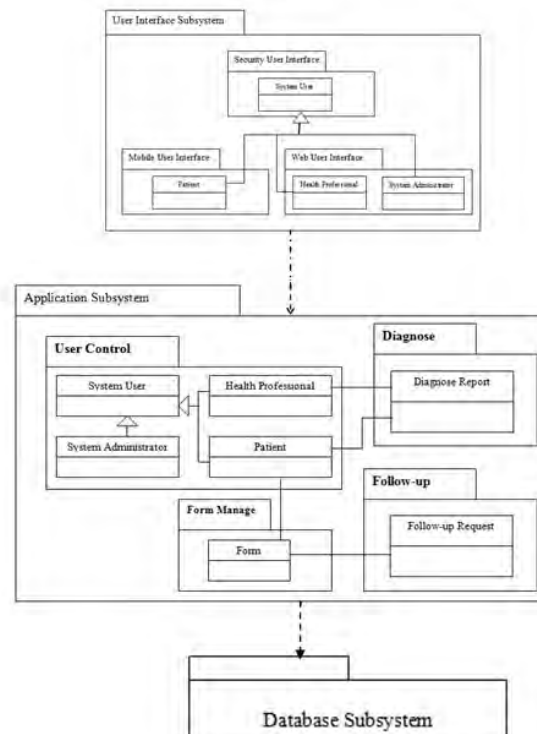 User Interface Subsystem
Security User Interface
System User
Mobile User Interface
Web User Interface
Patient
Health Professional
System Administrator
Application Subsystem
User Control
Diagnose
System User
Health Professional
Diagnose Report
System Administrator
Patient
Follow-up
Form Manage
Follow-up Request
Form
Database Subsystem